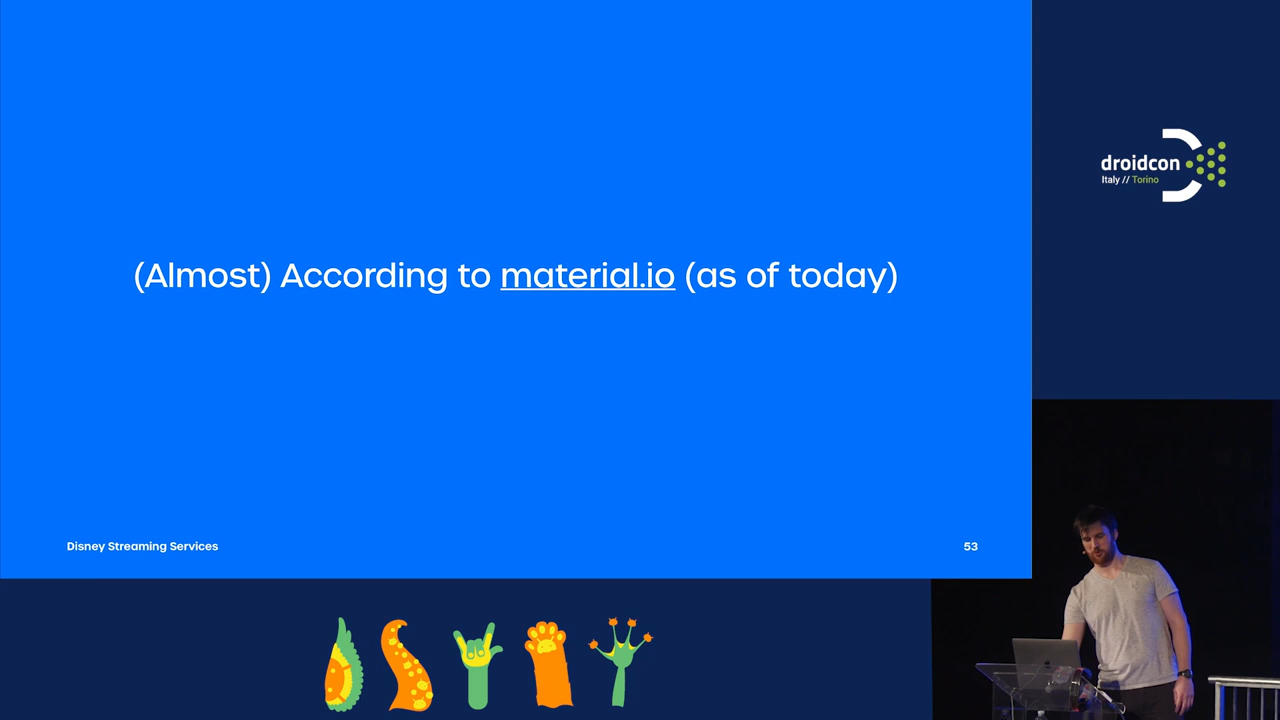 (Almost) According to material.io (as of today)
Disney Streaming Services
53
droidcon
Italy // Torino